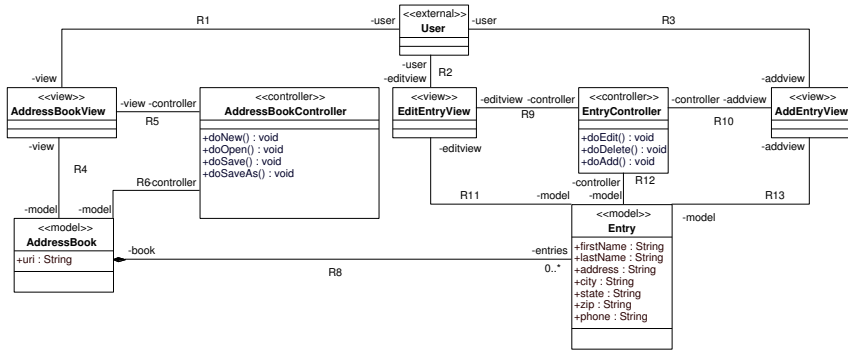 <<external>>
User
R1
-user
-user
R3
-user
-editview
R2
-view
-addview
<<view>>
AddressBookView
-view -controller
R5
<<controller>>
AddressBookController
+doNew() : void
+doOpen() : void
+doSave() : void
+doSaveAs() : void
<<view>>
EditEntryView
-editview -controller
R9
<<controller>>
EntryController
+doEdit() : void
+doDelete() : void
+doAdd() : void
-controller -addview
R10
<<view>>
AddEntryView
-view
R4
-editview
-addview
R6
-controller
-controller
R12
R11
R13
-model
-model
-model
-model
-model
<<model>>
AddressBook
+uri : String
-book
R8
-entries
0..*
<<model>>
Entry
+firstName : String
+lastName : String
+address : String
+city : String
+state : String
+zip : String
+phone : String